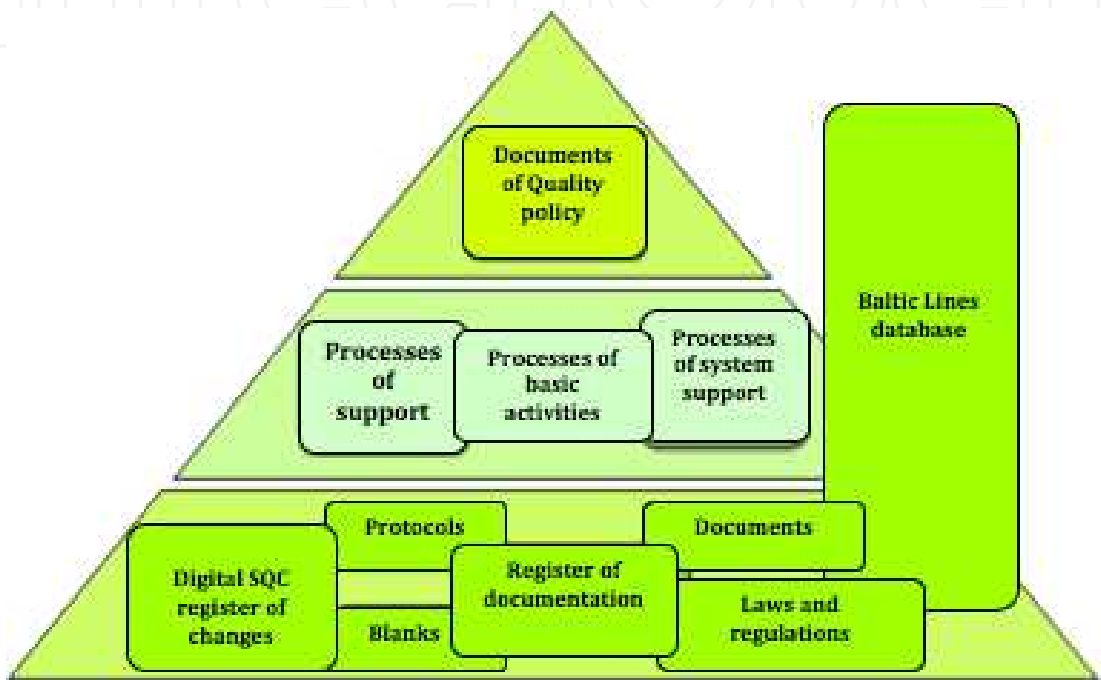 Documents
of Quality
policy
Baltic Lines
database
Processes
of
support
Processes of
basic
activities
Processes
of system
support
Protocols
Documents
Digital SQC
register of
changes
Register of
documentation
Blanks
Laws and
regulations